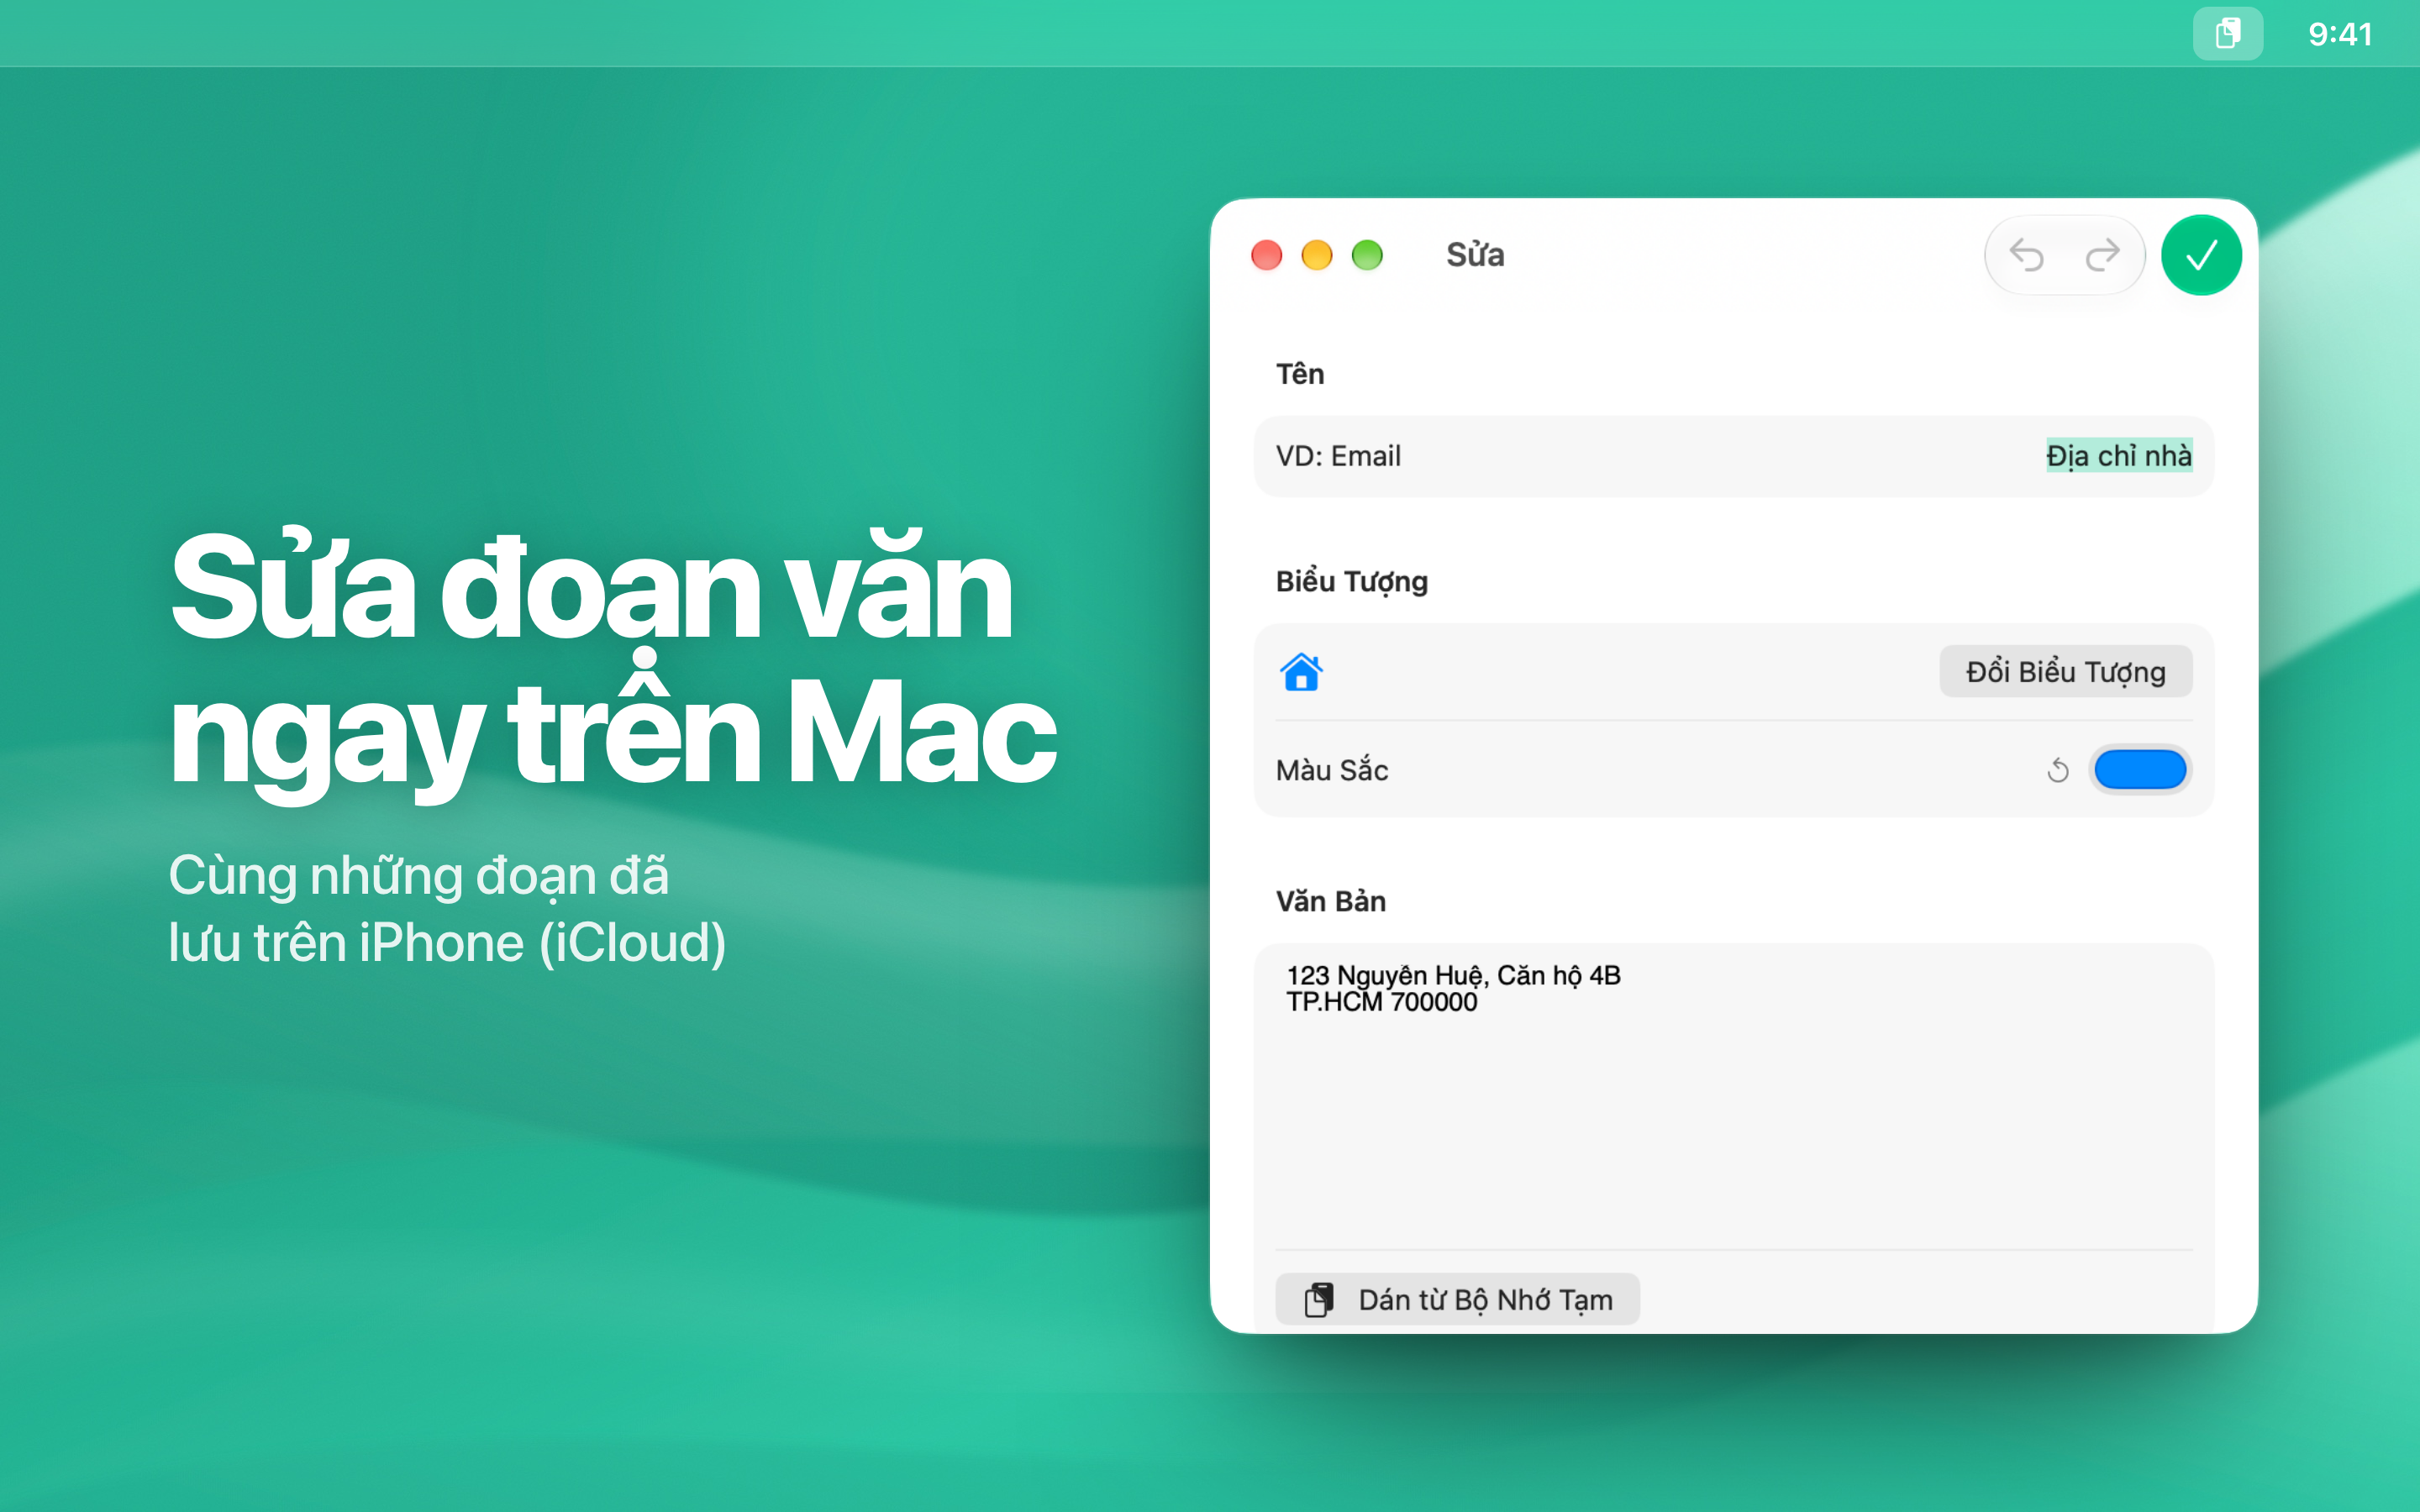 9:41
Sửa đoạn văn
ngay trên Mac
Cùng những đoạn đã
lưu trên iPhone (iCloud)
Sửa
Tên
VD: Email
Địa chỉ nhà
Biểu Tượng
Đổi Biểu Tượng
Màu Sắc
Văn Bản
123 Nguyễn Huệ, Căn hộ 4B
TP.HCM 700000
Dán từ Bộ Nhớ Tạm